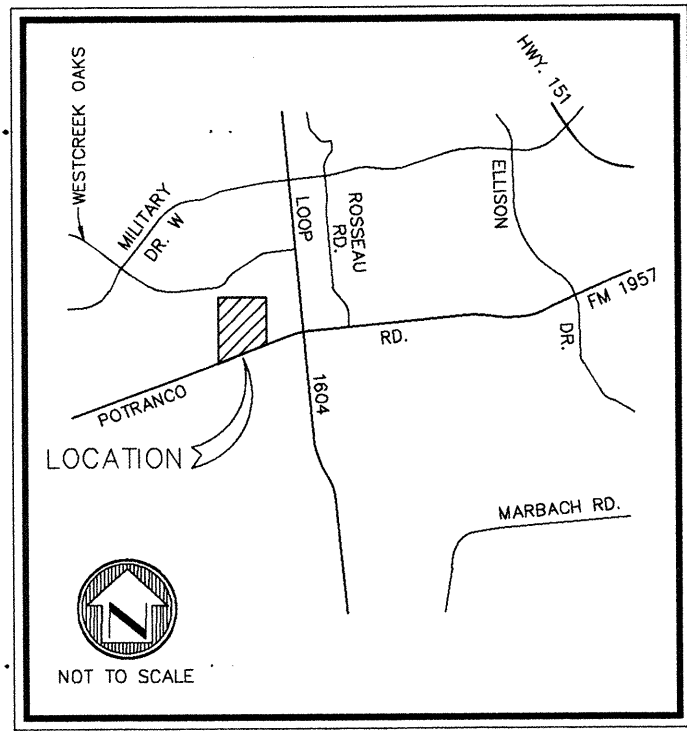 HWY. 151
WESTCREEK OAKS
MILITARY
DR. W
LOOP
ROSSEAU
RD.
ELLISON
FM 1957
RD.
DR.
POTRANCO
1604
LOCATION
MARBACH RD.
N
NOT TO SCALE